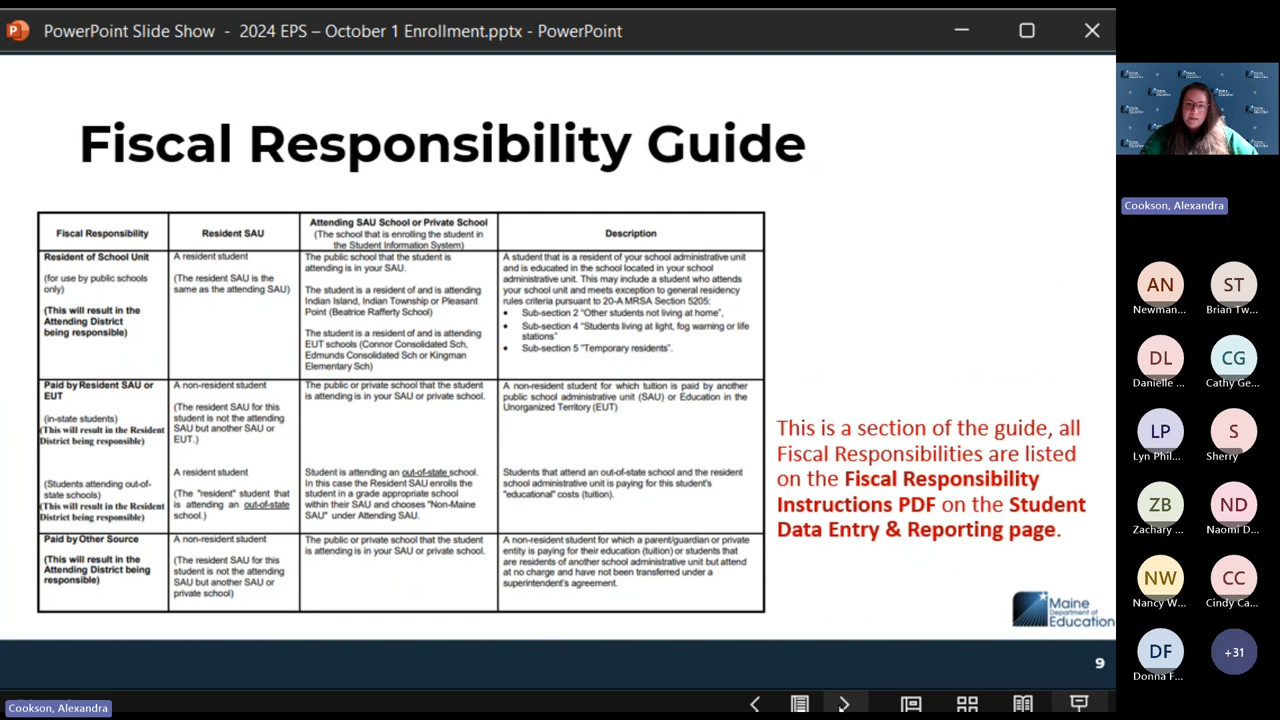 PowerPoint Slide Show - 2024 EPS – October 1 Enrollment.pptx - PowerPoint
Fiscal Responsibility Guide
Fiscal Responsibility
Resident SAU
Attending SAU School or Private School
(The school that is enrolling the student in
the Student Information System)
Description
Resident of School Unit
(for use by public schools
only)
(This will result in the
Attending District
being responsible)
A resident student
(The resident SAU is the
same as the attending SAU)
The public school that the student is
attending is in your SAU.
The student is a resident of and is attending
Indian Island, Indian Township or Pleasant
Point (Beatrice Rafferty School)
The student is a resident of and is attending
EUT schools (Connor Consolidated Sch,
Edmunds Consolidated Sch or Kingman
Elementary Sch)
A student that is a resident of your school administrative unit
and is educated in the school located in your school
administrative unit. This may include a student who attends
your school unit and meets exception to general residency
rules criteria pursuant to 20-A MRSA Section 5205:
• Sub-section 2 "Other students not living at home",
• Sub-section 4 "Students living at light, fog warning or life
stations"
• Sub-section 5 "Temporary residents".
Paid by Resident SAU or
EUT
(in-state students)
(This will result in the Resident
District being responsible)
A non-resident student
(The resident SAU for this
student is not the attending
SAU but another SAU or
EUT.)
The public or private school that the student
is attending is in your SAU or private school.
A non-resident student for which tuition is paid by another
public school administrative unit (SAU) or Education in the
Unorganized Territory (EUT)
(Students attending out-of-
state schools)
(This will result in the Resident
District being responsible)
A resident student
(The "resident" student that
is attending an out-of-state
school.)
Student is attending an out-of-state school.
In this case the Resident SAU enrolls the
student in a grade appropriate school
within their SAU and chooses "Non-Maine
SAU" under Attending SAU.
Students that attend an out-of-state school and the resident
school administrative unit is paying for this student's
"educational" costs (tuition).
Paid by Other Source
(This will result in the
Attending District being
responsible)
A non-resident student
(The resident SAU for this
student is not the attending
SAU but another SAU or
private school)
The public or private school that the student
is attending is in your SAU or private school.
A non-resident student for which a parent/guardian or private
entity is paying for their education (tuition) or students that
are residents of another school administrative unit but attend
at no charge and have not been transferred under a
superintendent's agreement.
This is a section of the guide, all
Fiscal Responsibilities are listed
on the Fiscal Responsibility
Instructions PDF on the Student
Data Entry & Reporting page.
Maine
Department of
Education
9
Cookson, Alexandra
Cookson, Alexandra
AN
Newman...
ST
Brian Tw...
DL
Danielle ...
CG
Cathy Ge...
LP
Lyn Phil...
S
Sherry
ZB
Zachary ...
ND
Naomi D...
NW
Nancy W...
CC
Cindy Ca...
DF
Donna F...
+31